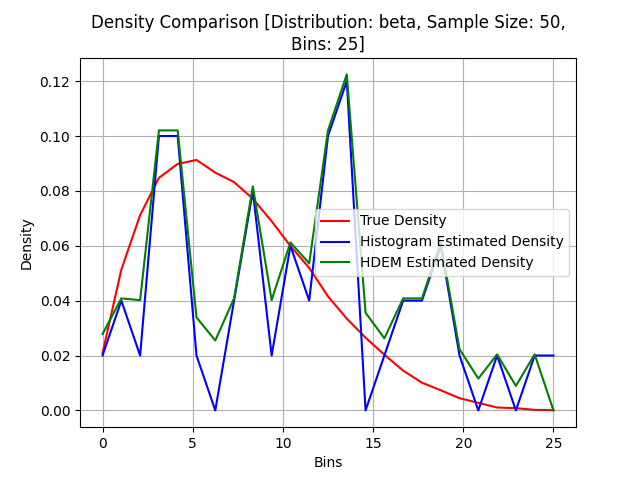 Density Comparison [Distribution: beta, Sample Size: 50,
Bins: 25]
Density
0.12
0.10
0.08
0.06
0.04
0.02
0.00
True Density
Histogram Estimated Density
HDEM Estimated Density
0 5 10 15 20 25
Bins